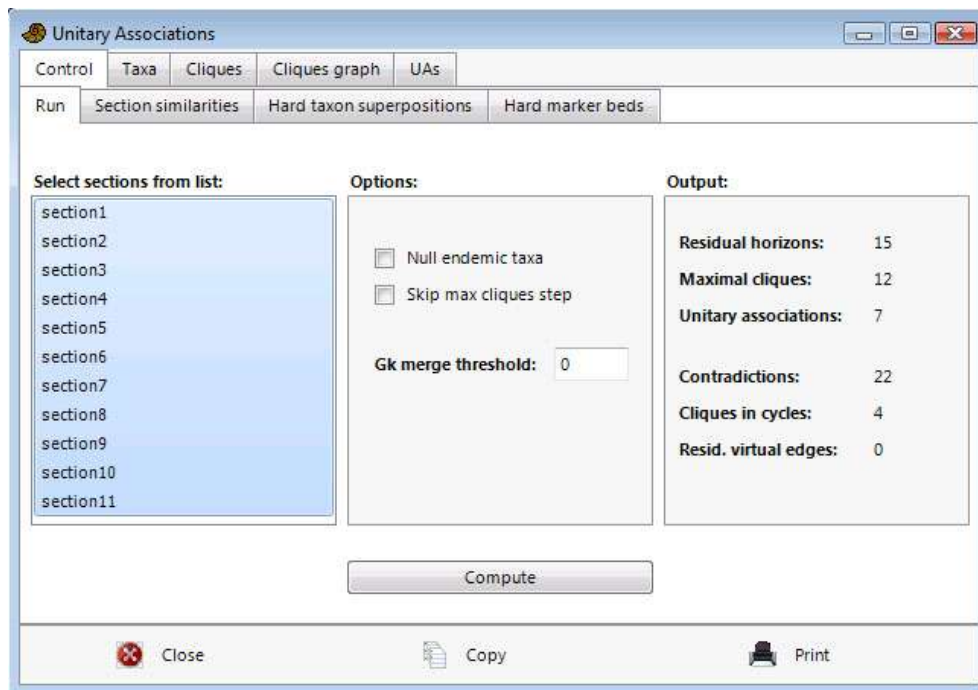 Unitary Associations
Control Taxa Cliques Cliques graph UAs
Run Section similarities Hard taxon superpositions Hard marker beds
Select sections from list:
section1
section2
section3
section4
section5
section6
section7
section8
section9
section10
section11
Options:
Null endemic taxa
Skip max cliques step
Gk merge threshold: 0
Output:
Residual horizons: 15
Maximal cliques: 12
Unitary associations: 7
Contradictions: 22
Cliques in cycles: 4
Resid. virtual edges: 0
Compute
Close Copy Print